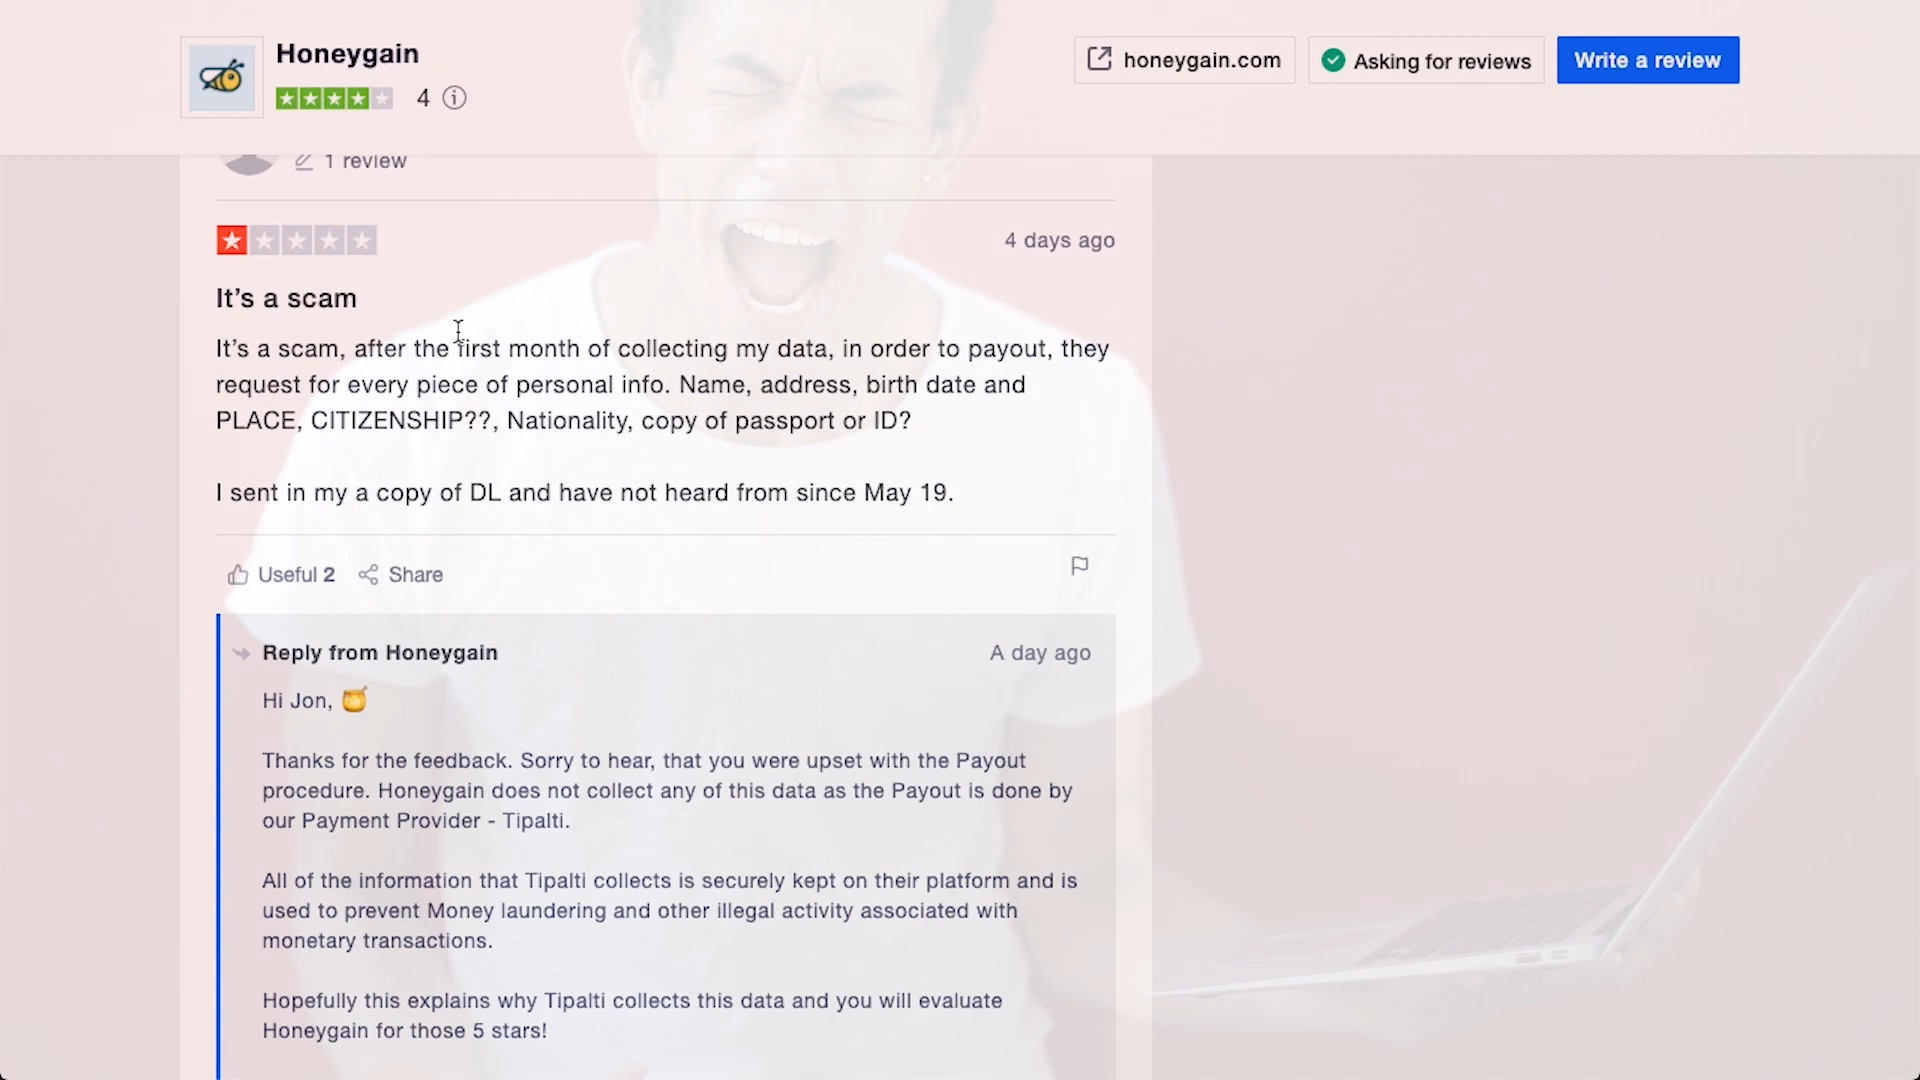 Honeygain
4
honeygain.com
Asking for reviews
Write a review
1 review
4 days ago
It’s a scam
It’s a scam, after the first month of collecting my data, in order to payout, they
request for every piece of personal info. Name, address, birth date and
PLACE, CITIZENSHIP??, Nationality, copy of passport or ID?
I sent in my a copy of DL and have not heard from since May 19.
Useful 2
Share
Reply from Honeygain
A day ago
Hi Jon, 🍯
Thanks for the feedback. Sorry to hear, that you were upset with the Payout
procedure. Honeygain does not collect any of this data as the Payout is done by
our Payment Provider - Tipalti.
All of the information that Tipalti collects is securely kept on their platform and is
used to prevent Money laundering and other illegal activity associated with
monetary transactions.
Hopefully this explains why Tipalti collects this data and you will evaluate
Honeygain for those 5 stars!